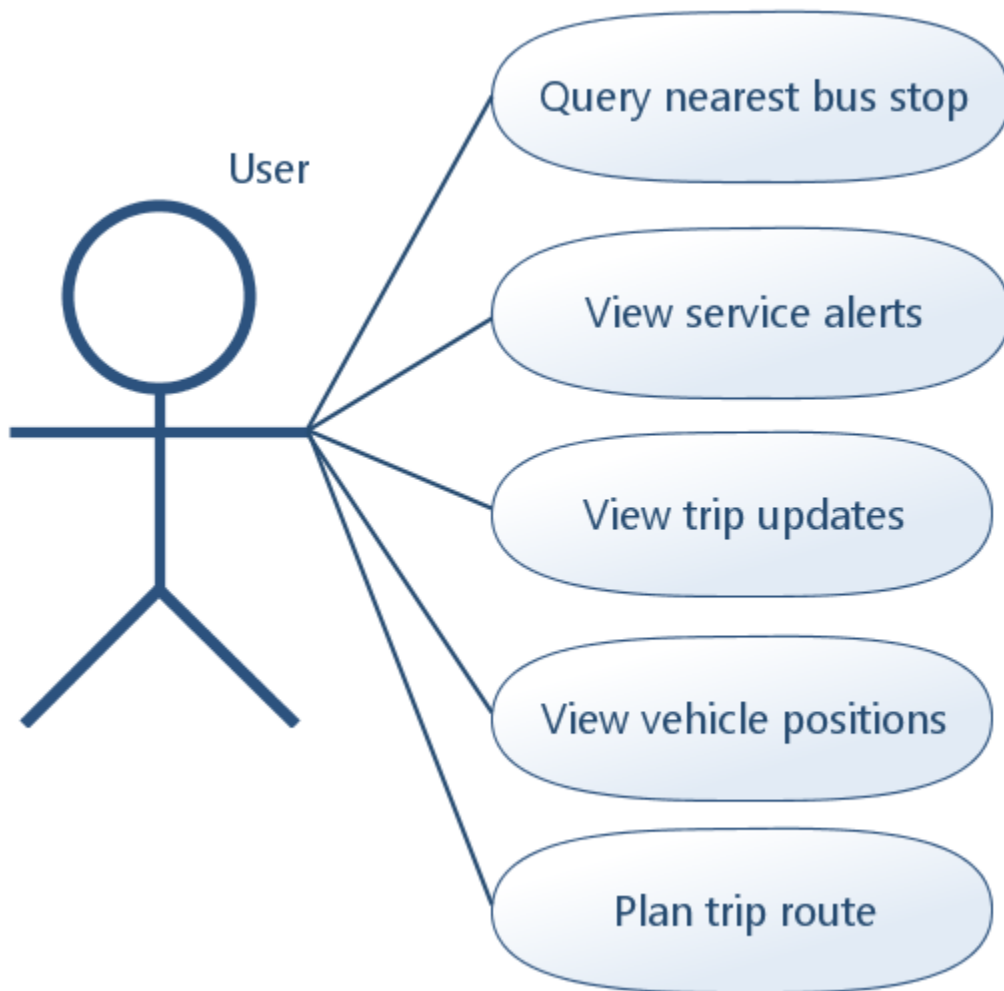 User
Query nearest bus stop
View service alerts
View trip updates
View vehicle positions
Plan trip route